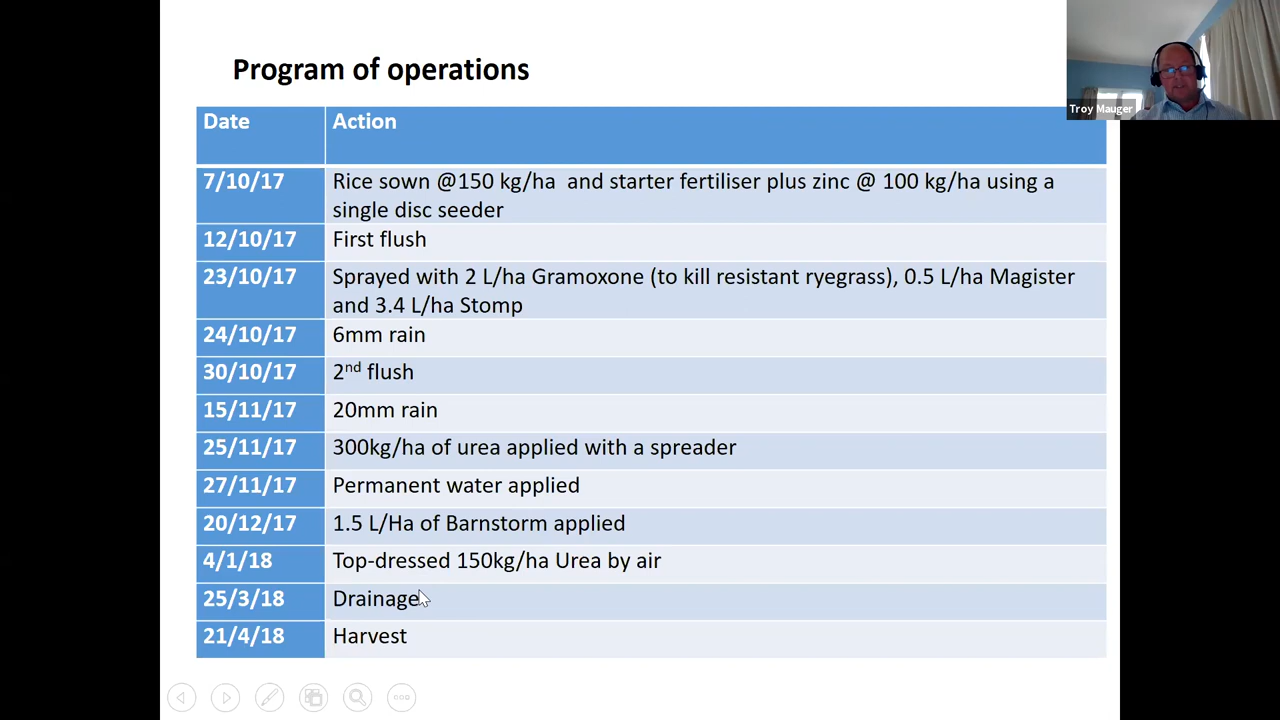 Program of operations
Troy Mauger
Date Action
7/10/17 Rice sown @150 kg/ha and starter fertiliser plus zinc @ 100 kg/ha using a
single disc seeder
12/10/17 First flush
23/10/17 Sprayed with 2 L/ha Gramoxone (to kill resistant ryegrass), 0.5 L/ha Magister
and 3.4 L/ha Stomp
24/10/17 6mm rain
30/10/17 2nd flush
15/11/17 20mm rain
25/11/17 300kg/ha of urea applied with a spreader
27/11/17 Permanent water applied
20/12/17 1.5 L/Ha of Barnstorm applied
4/1/18 Top-dressed 150kg/ha Urea by air
25/3/18 Drainage
21/4/18 Harvest